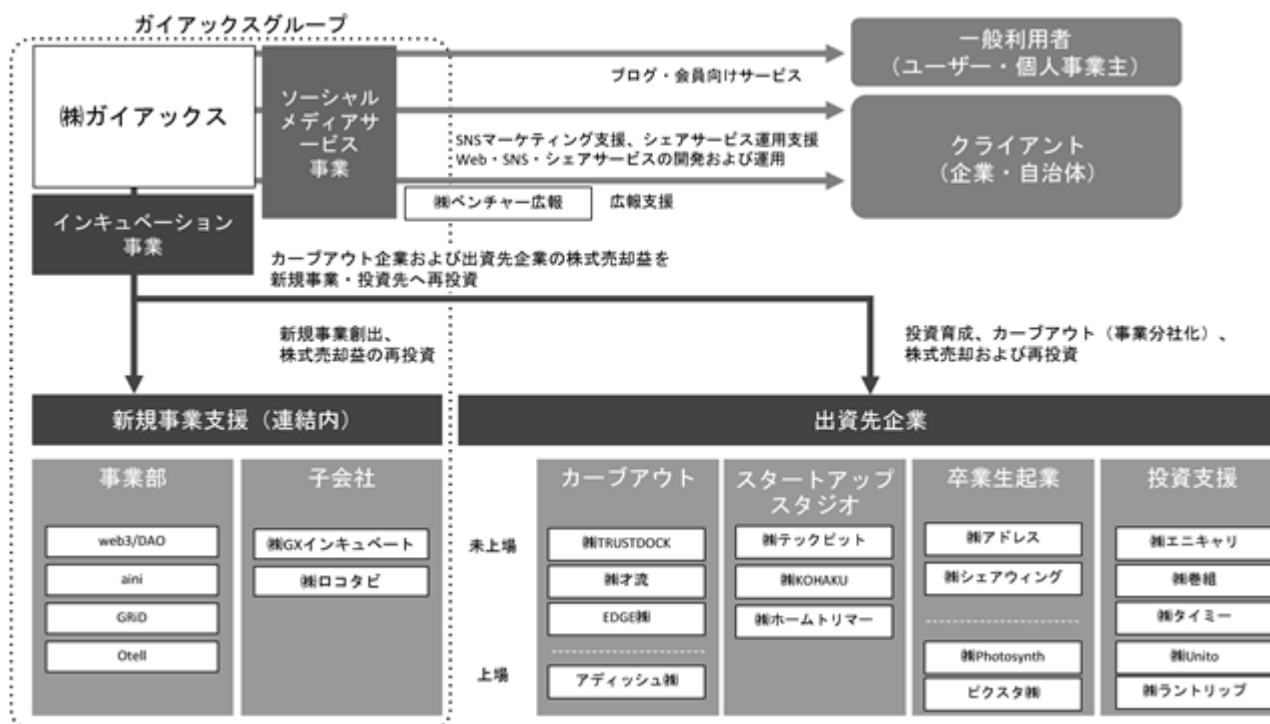 ガイアックスグループ
㈱ガイアックス
ソーシャル
メディアサ
ービス
事業
ブログ・会員向けサービス
一般利用者
（ユーザー・個人事業主）
SNSマーケティング支援、シェアサービス運用支援
Web・SNS・シェアサービスの開発および運用
クライアント
（企業・自治体）
㈱ベンチャー広報
広報支援
インキュベーション
事業
カーブアウト企業および出資先企業の株式売却益を
新規事業・投資先へ再投資
新規事業創出、
株式売却益の再投資
投資育成、カーブアウト（事業分社化）、
株式売却および再投資
新規事業支援（連結内）
出資先企業
事業部
web3/DAO
aini
GRiD
Otell
子会社
㈱GXインキュベート
㈱ロコタビ
未上場
上場
カーブアウト
㈱TRUSTDOCK
㈱才流
EDGE㈱
アディッシュ㈱
スタートアップ
スタジオ
㈱テックビット
㈱KOHAKU
㈱ホームトリマー
卒業生起業
㈱アドレス
㈱シェアウィング
㈱Photosynth
ピクスタ㈱
投資支援
㈱エニキャリ
㈱巻組
㈱タイミー
㈱Unito
㈱ラントリップ